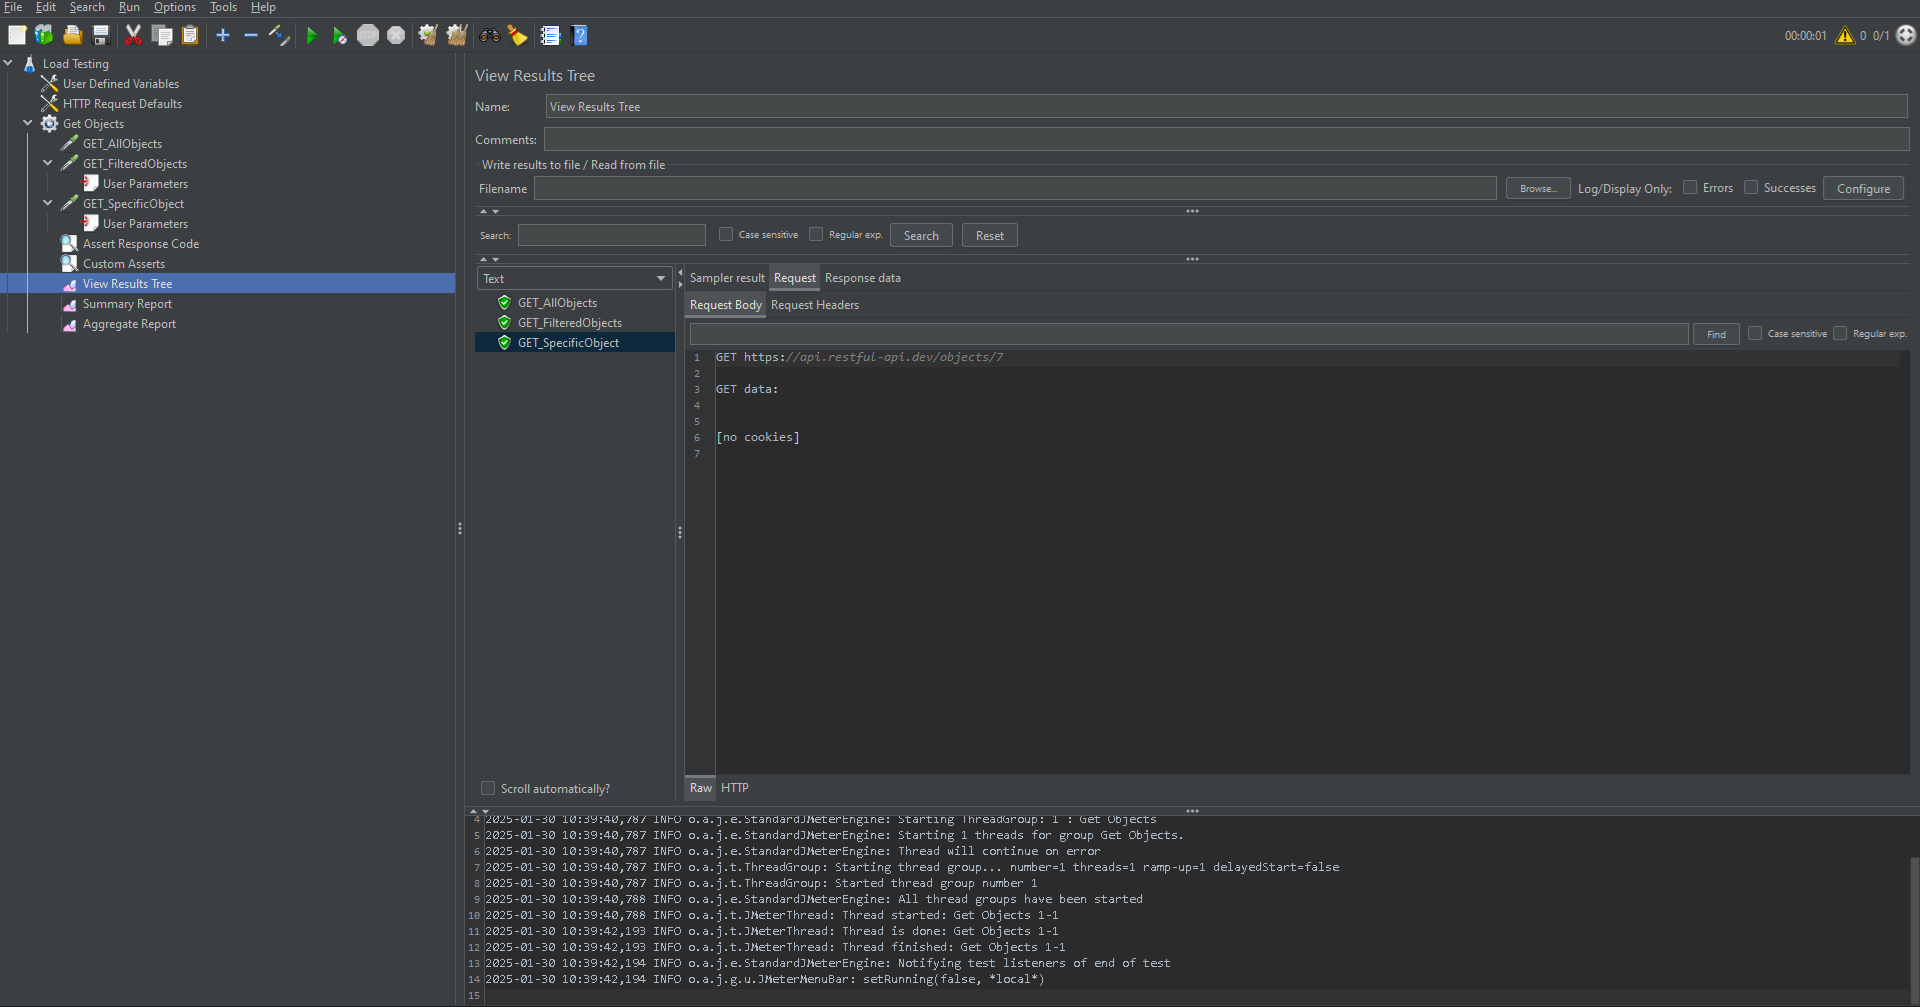 File Edit Search Run Options Tools Help
00:00:01 0 0/1
Load Testing
User Defined Variables
HTTP Request Defaults
Get Objects
GET_AllObjects
GET_FilteredObjects
User Parameters
GET_SpecificObject
User Parameters
Assert Response Code
Custom Asserts
View Results Tree
Summary Report
Aggregate Report
View Results Tree
Name: View Results Tree
Comments:
Write results to file / Read from file
Filename Browse... Log/Display Only: Errors Successes Configure
Search: Case sensitive Regular exp. Search Reset
Text
GET_AllObjects
GET_FilteredObjects
GET_SpecificObject
Scroll automatically?
Sampler result Request Response data
Request Body Request Headers
Find Case sensitive Regular exp.
1 GET https://api.restful-api.dev/objects/7
2
3 GET data:
4
5
6 [no cookies]
7
Raw HTTP
4 2025-01-30 10:39:40,787 INFO o.a.j.e.StandardJMeterEngine: Starting ThreadGroup: 1 : Get Objects
5 2025-01-30 10:39:40,787 INFO o.a.j.e.StandardJMeterEngine: Starting 1 threads for group Get Objects.
6 2025-01-30 10:39:40,787 INFO o.a.j.e.StandardJMeterEngine: Thread will continue on error
7 2025-01-30 10:39:40,787 INFO o.a.j.t.ThreadGroup: Starting thread group... number=1 threads=1 ramp-up=1 delayedStart=false
8 2025-01-30 10:39:40,787 INFO o.a.j.t.ThreadGroup: Started thread group number 1
9 2025-01-30 10:39:40,788 INFO o.a.j.e.StandardJMeterEngine: All thread groups have been started
10 2025-01-30 10:39:40,788 INFO o.a.j.t.JMeterThread: Thread started: Get Objects 1-1
11 2025-01-30 10:39:42,193 INFO o.a.j.t.JMeterThread: Thread is done: Get Objects 1-1
12 2025-01-30 10:39:42,193 INFO o.a.j.t.JMeterThread: Thread finished: Get Objects 1-1
13 2025-01-30 10:39:42,194 INFO o.a.j.e.StandardJMeterEngine: Notifying test listeners of end of test
14 2025-01-30 10:39:42,194 INFO o.a.j.g.u.JMeterMenuBar: setRunning(false, *local*)
15